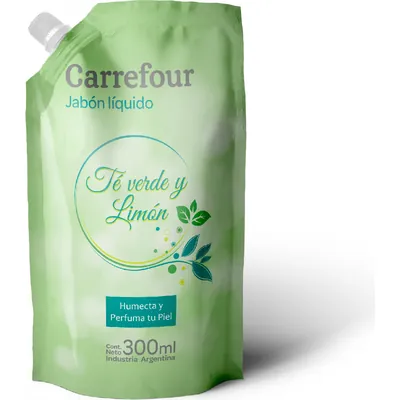 Carrefour
Jabón líquido
Té verde y
Limón
Humecta y
Perfuma tu Piel
Cont.
Neto 300ml
Industria Argentina